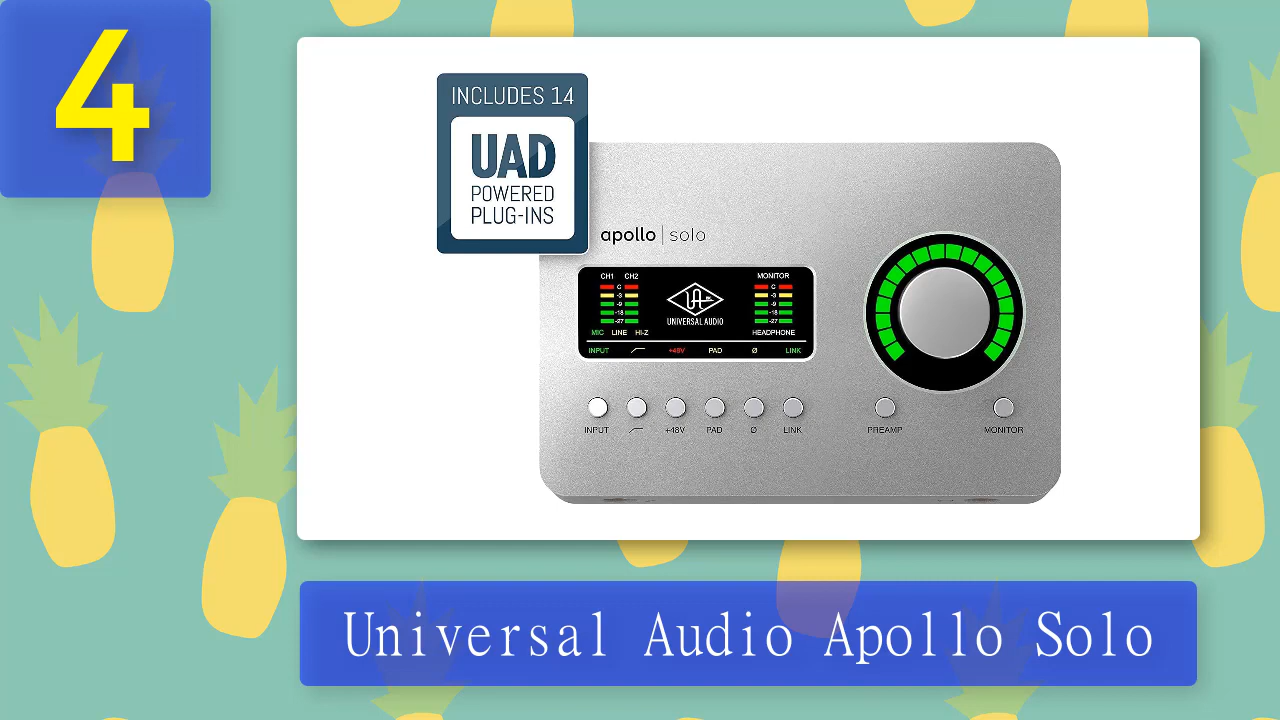 4
INCLUDES 14
UAD
POWERED
PLUG-INS
apollo | solo
CH1 CH2
MONITOR
C
C
-3
-3
-9
-9
-18
-18
-27
-27
UNIVERSAL AUDIO
MIC LINE HI-Z
HEADPHONE
INPUT +48V PAD Ø LINK
INPUT +48V PAD Ø LINK
PREAMP MONITOR
Universal Audio Apollo Solo